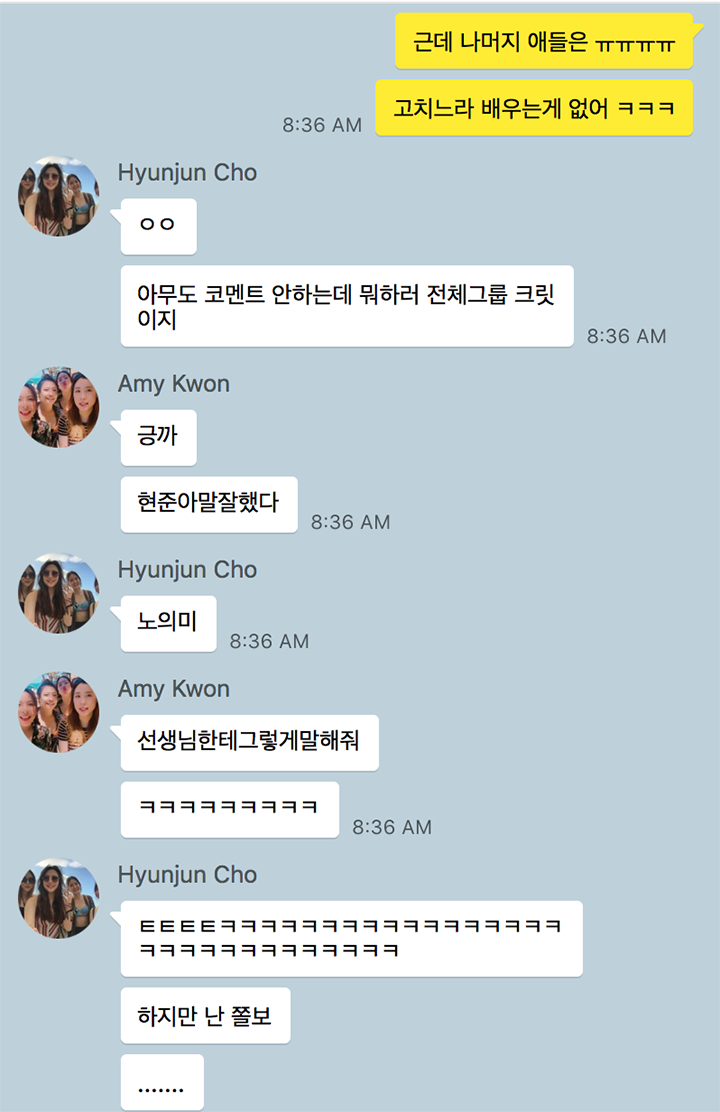 근데 나머지 애들은 ㅠㅠㅠㅠ
고치느라 배우는게 없어 ㅋㅋㅋ
8:36 AM
Hyunjun Cho
ㅇㅇ
아무도 코멘트 안하는데 뭐하러 전체그룹 크릿
이지
8:36 AM
Amy Kwon
긍까
현준아말잘했다
8:36 AM
Hyunjun Cho
노의미
8:36 AM
Amy Kwon
선생님한테그렇게말해줘
ㅋㅋㅋㅋㅋㅋㅋㅋㅋ
8:36 AM
Hyunjun Cho
ㅌㅌㅌㅌㅋㅋㅋㅋㅋㅋㅋㅋㅋㅋㅋㅋㅋㅋㅋㅋㅋ
ㅋㅋㅋㅋㅋㅋㅋㅋㅋㅋㅋㅋㅋ
하지만 난 쫄보
.......